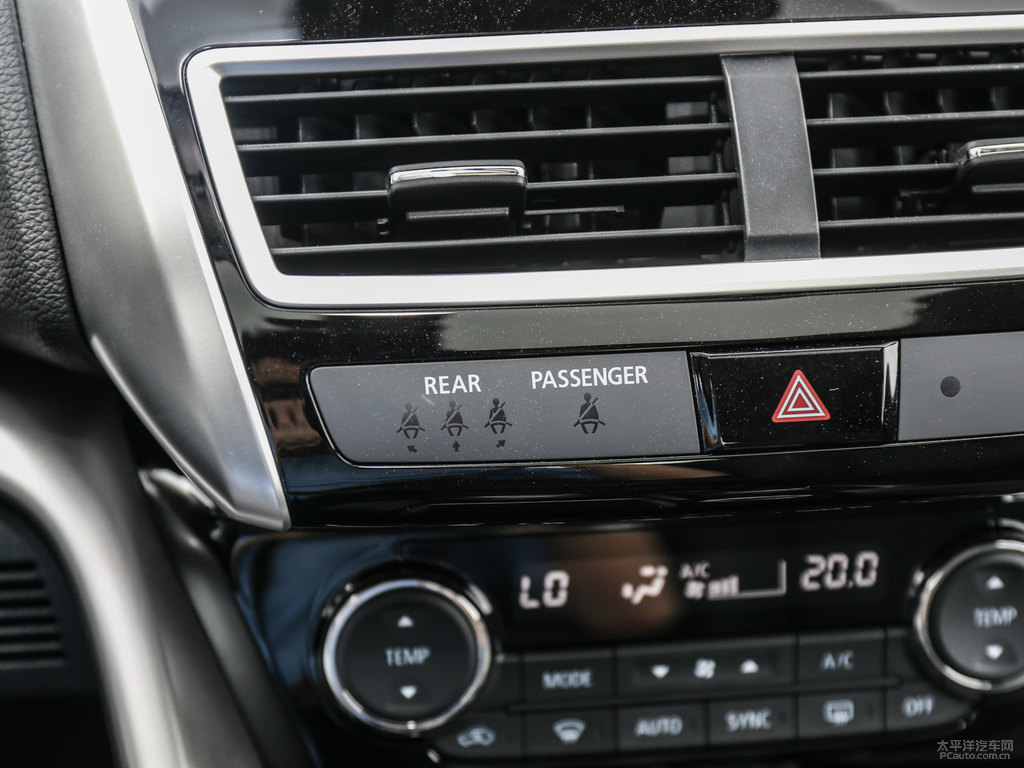 REAR PASSENGER
LO A/C 20.0
TEMP
TEMP
MODE A/C
AUTO SYNC OFF
太平洋汽车网
PCauto.com.cn